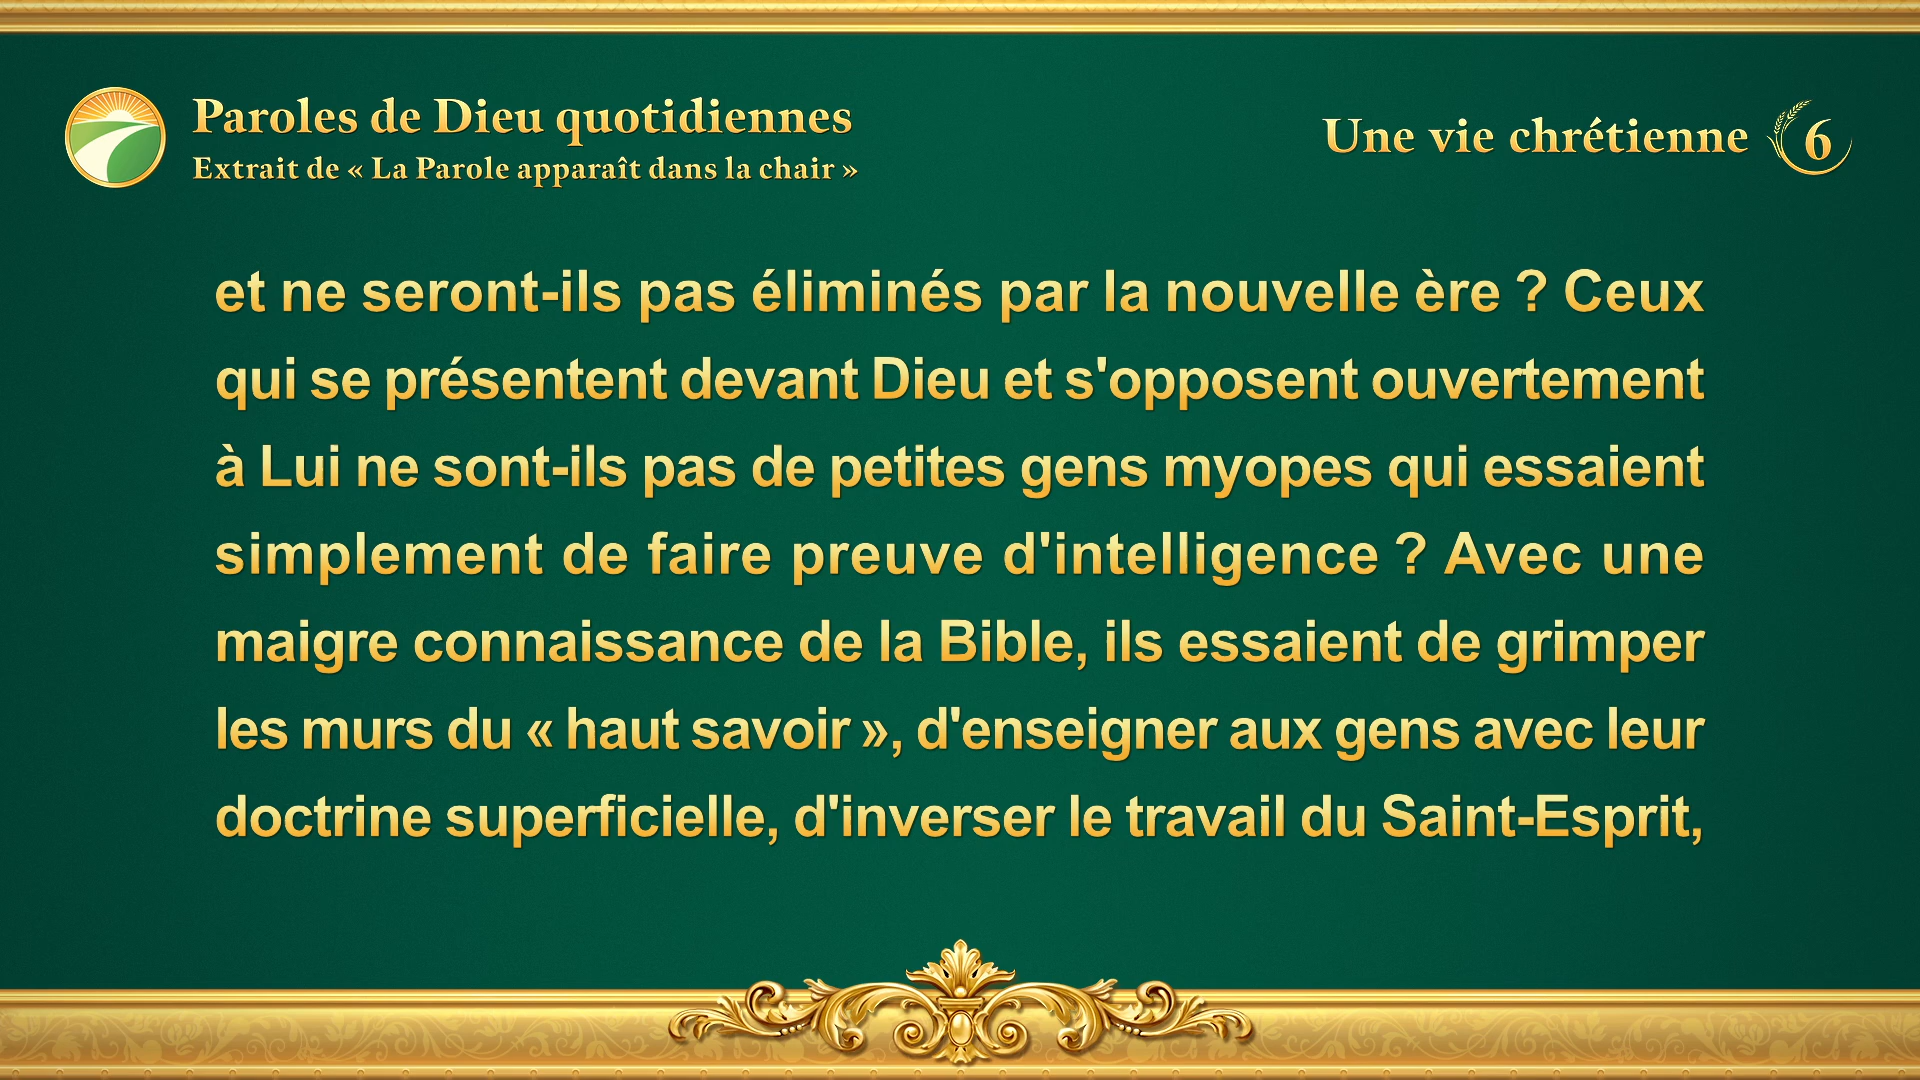 Paroles de Dieu quotidiennes
Extrait de « La Parole apparaît dans la chair »
Une vie chrétienne 6
et ne seront-ils pas éliminés par la nouvelle ère ? Ceux
qui se présentent devant Dieu et s'opposent ouvertement
à Lui ne sont-ils pas de petites gens myopes qui essaient
simplement de faire preuve d'intelligence ? Avec une
maigre connaissance de la Bible, ils essaient de grimper
les murs du « haut savoir », d'enseigner aux gens avec leur
doctrine superficielle, d'inverser le travail du Saint-Esprit,